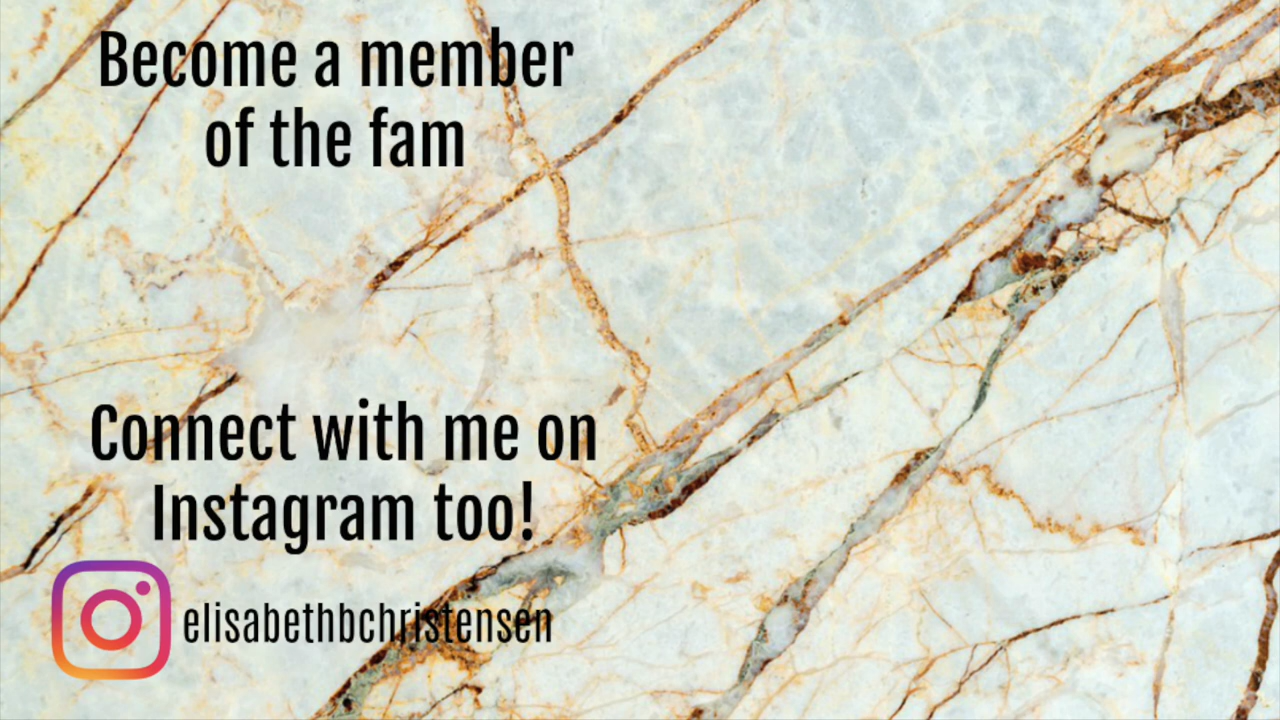 Become a member
of the fam
Connect with me on
Instagram too!
elisabethbchristensen